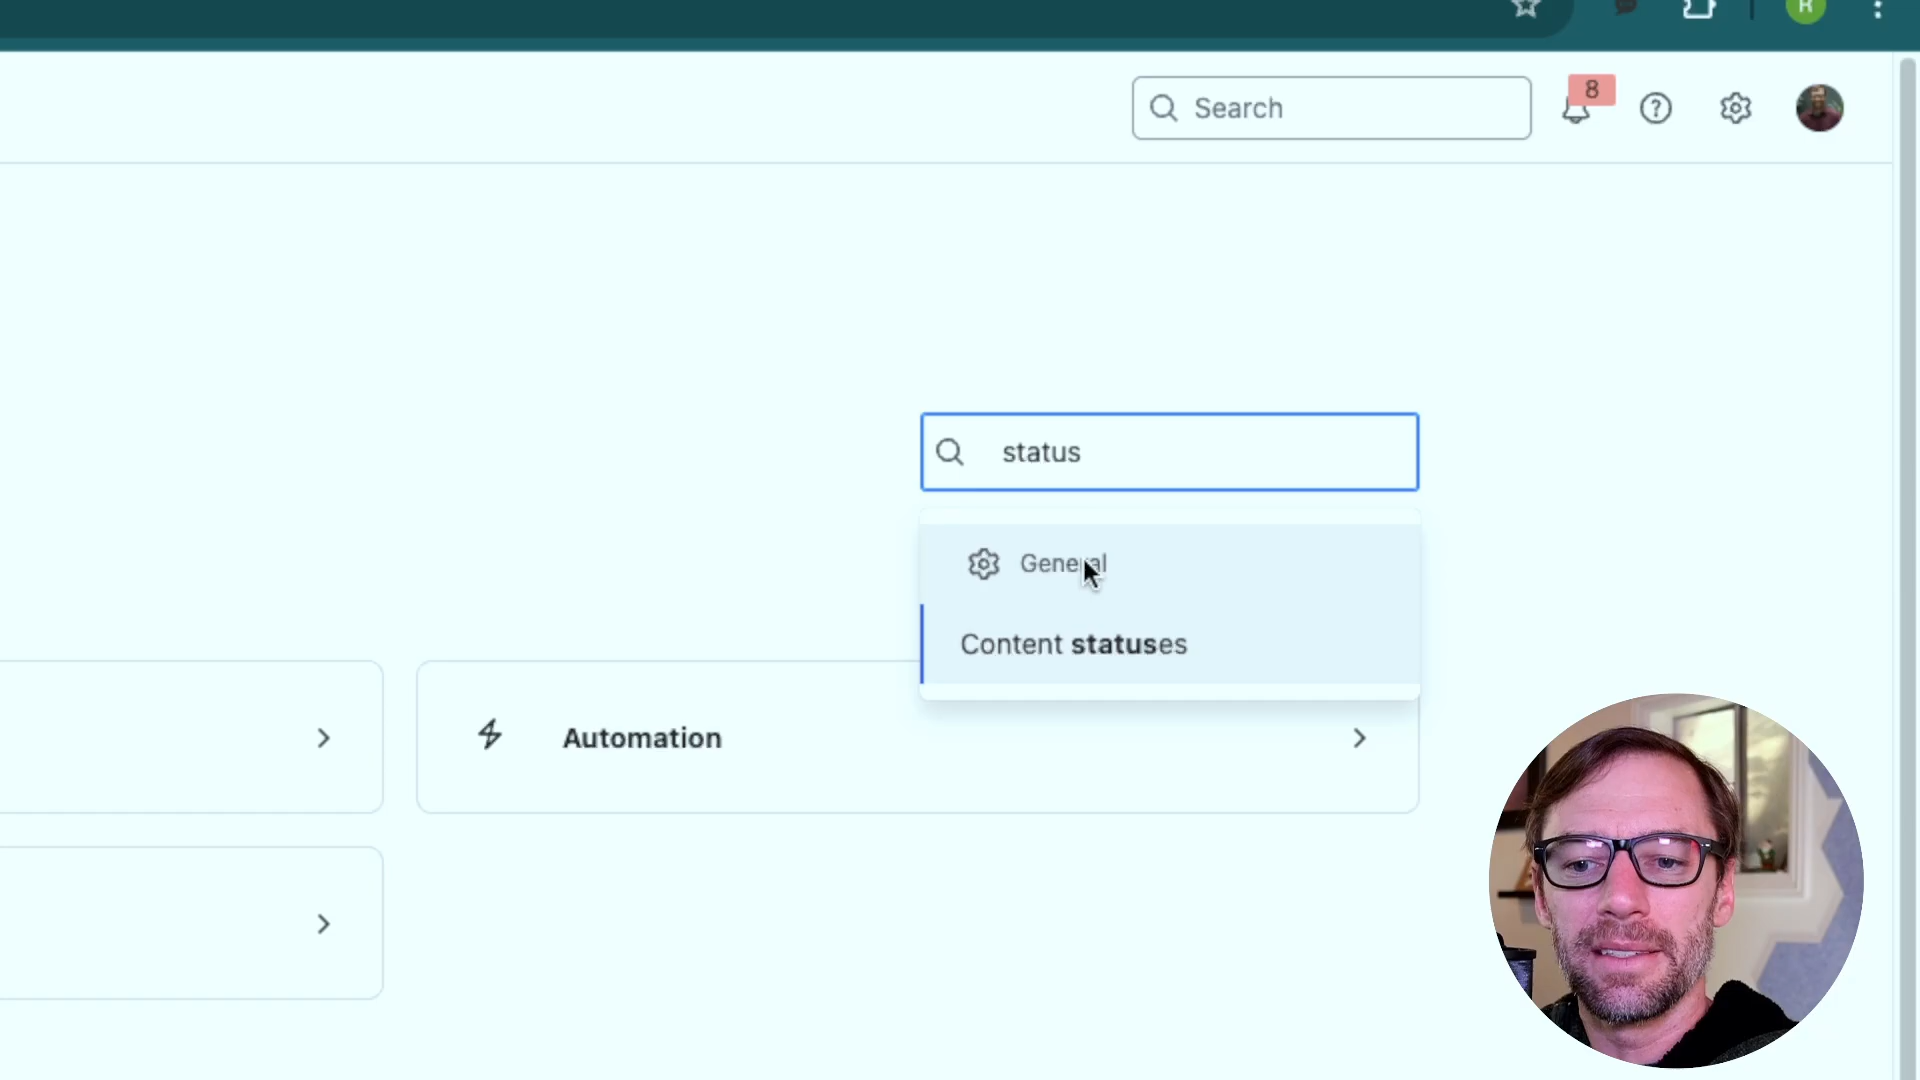 R
Search
8
status
General
Content statuses
Automation